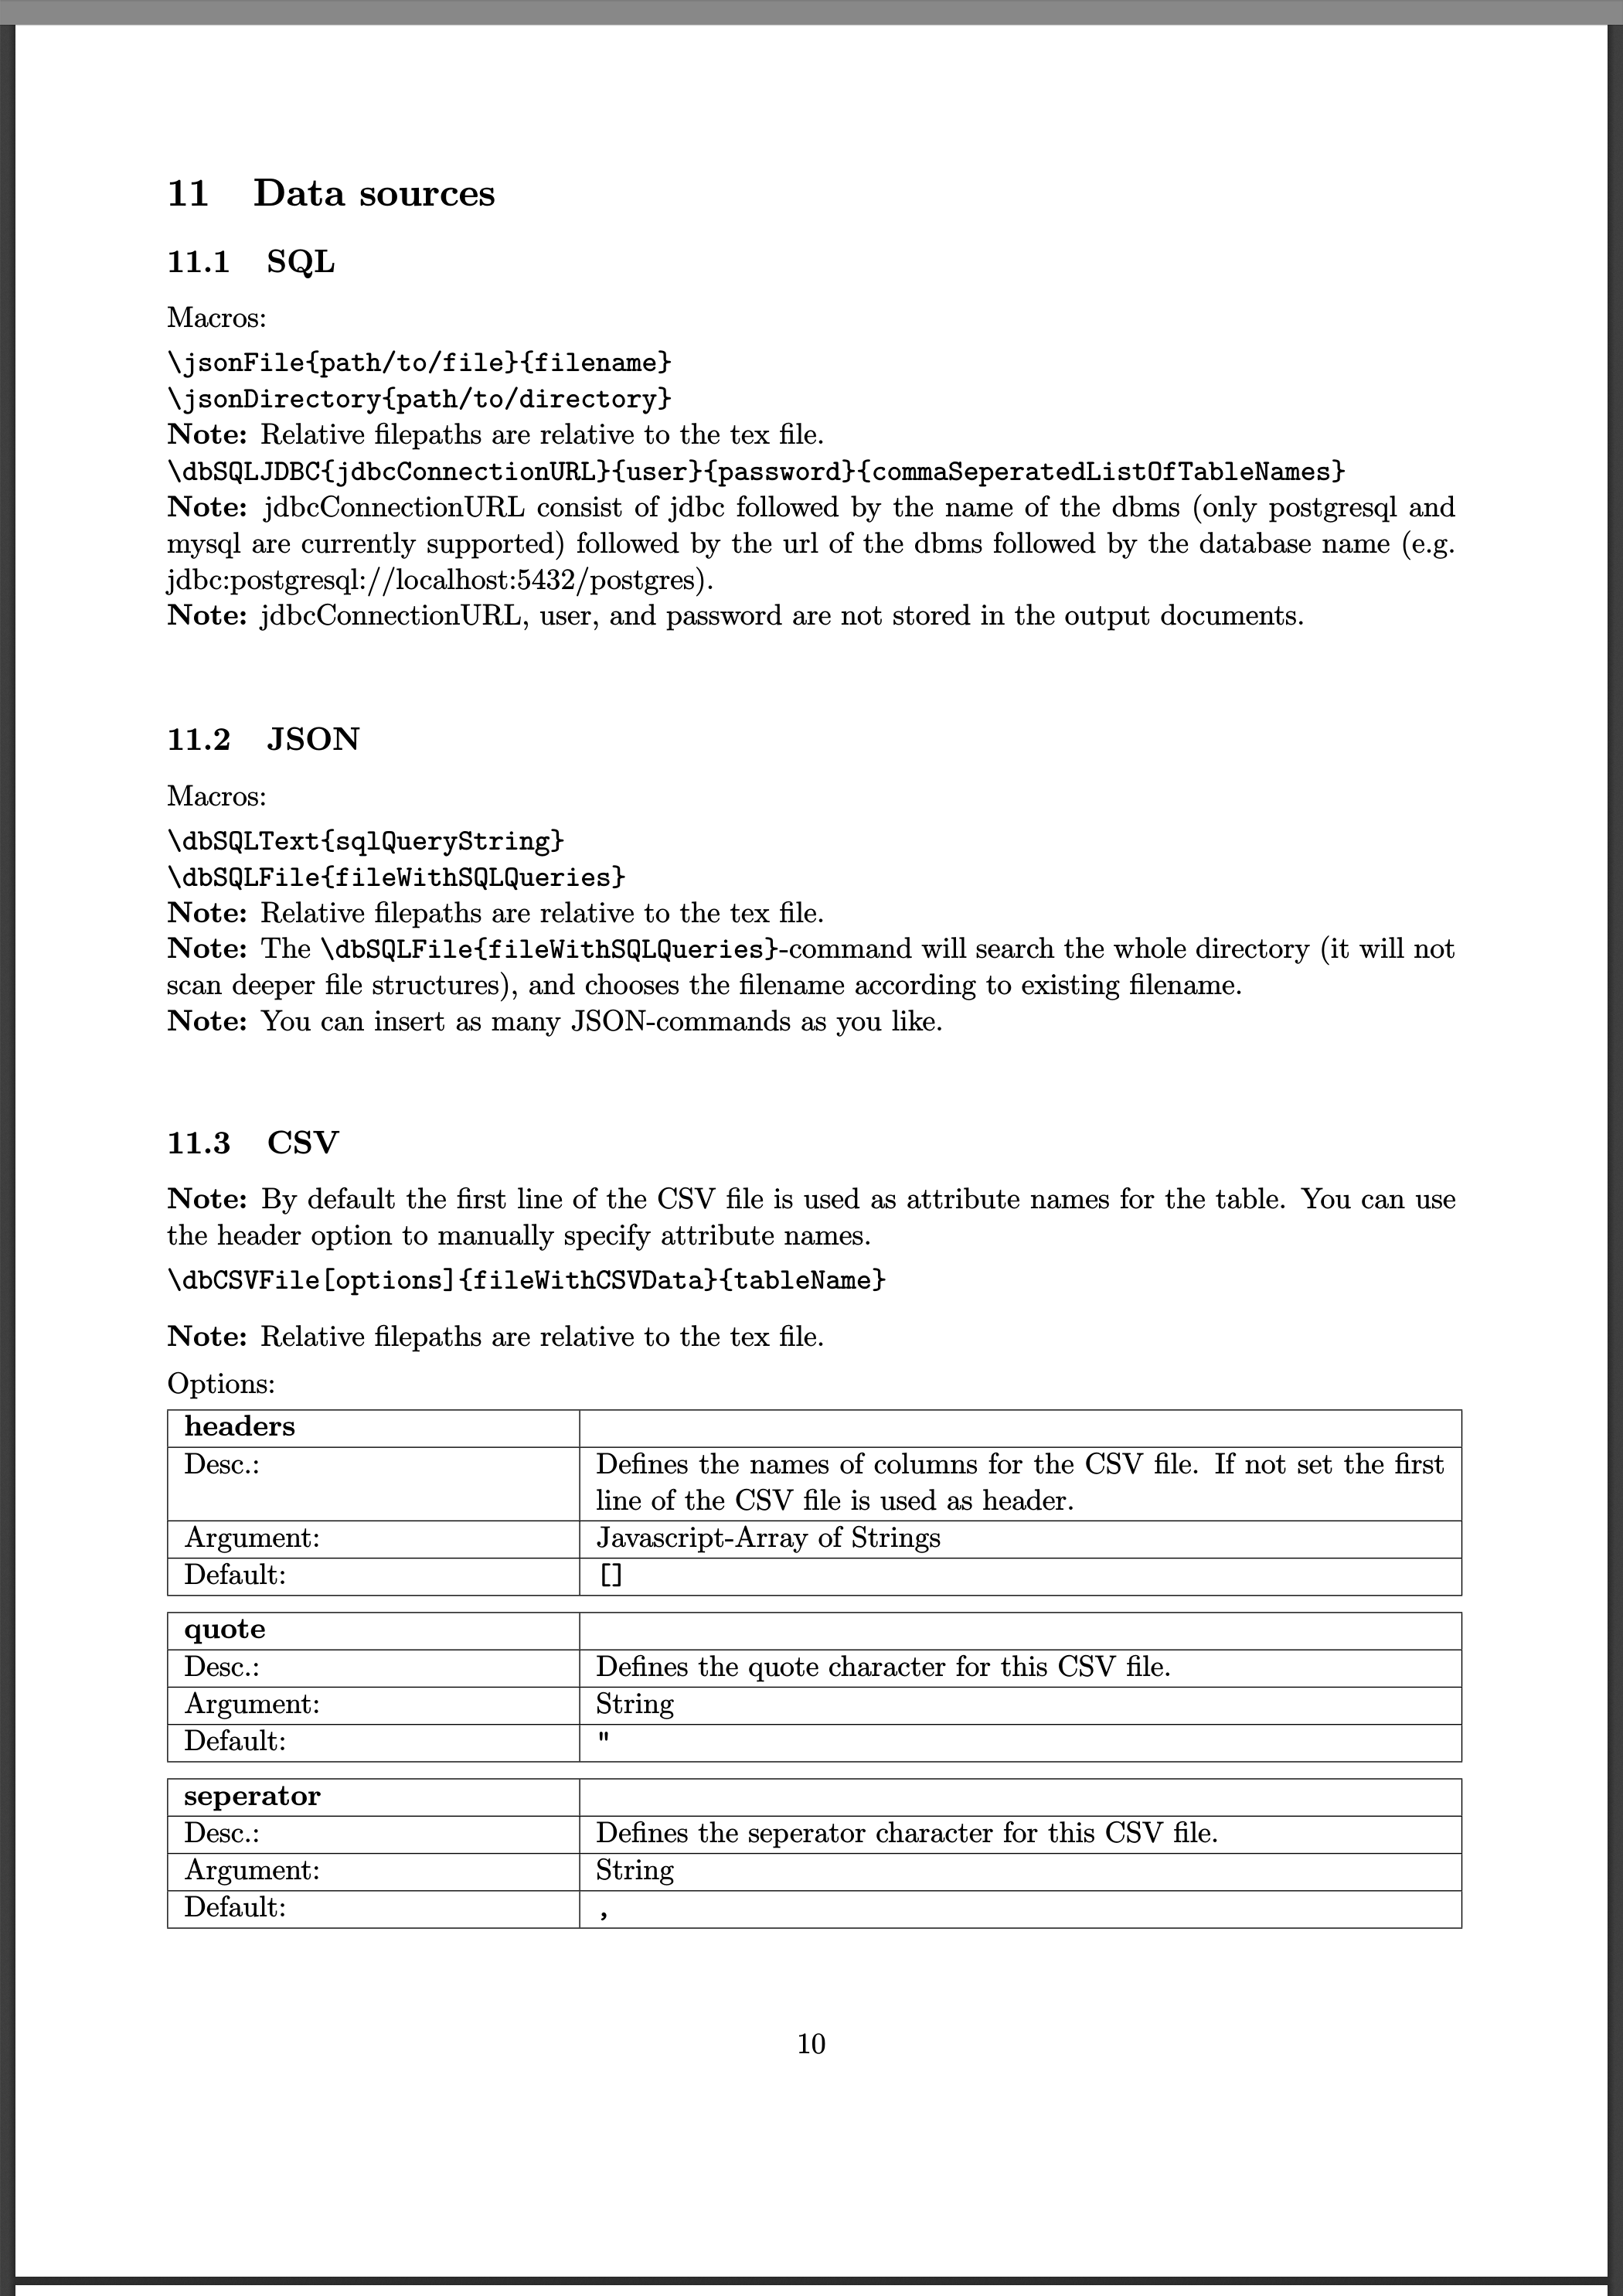 11 Data sources
11.1 SQL
Macros:
\jsonFile{path/to/file}{filename}
\jsonDirectory{path/to/directory}
Note: Relative filepaths are relative to the tex file.
\dbSQLJDBC{jdbcConnectionURL}{user}{password}{commaSeperatedListOfTableNames}
Note: jdbcConnectionURL consist of jdbc followed by the name of the dbms (only postgresql and
mysql are currently supported) followed by the url of the dbms followed by the database name (e.g.
jdbc:postgresql://localhost:5432/postgres).
Note: jdbcConnectionURL, user, and password are not stored in the output documents.
11.2 JSON
Macros:
\dbSQLText{sqlQueryString}
\dbSQLFile{fileWithSQLQueries}
Note: Relative filepaths are relative to the tex file.
Note: The \dbSQLFile{fileWithSQLQueries}-command will search the whole directory (it will not
scan deeper file structures), and chooses the filename according to existing filename.
Note: You can insert as many JSON-commands as you like.
11.3 CSV
Note: By default the first line of the CSV file is used as attribute names for the table. You can use
the header option to manually specify attribute names.
\dbCSVFile[options]{fileWithCSVData}{tableName}
Note: Relative filepaths are relative to the tex file.
Options:
headers
Desc.: Defines the names of columns for the CSV file. If not set the first
line of the CSV file is used as header.
Argument: Javascript-Array of Strings
Default: []
quote
Desc.: Defines the quote character for this CSV file.
Argument: String
Default: "
seperator
Desc.: Defines the seperator character for this CSV file.
Argument: String
Default: ,
10